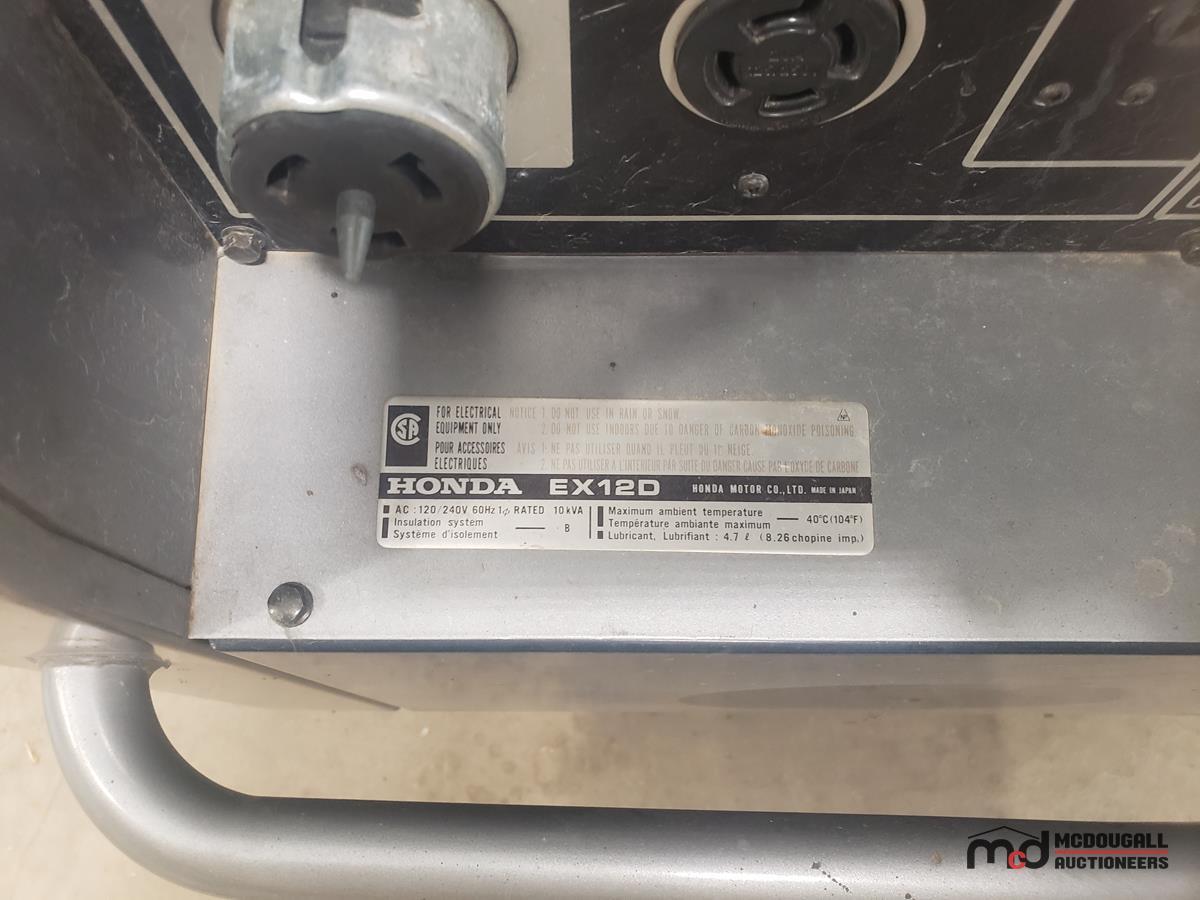 FOR ELECTRICAL EQUIPMENT ONLY
POUR ACCESSOIRES ELECTRIQUES
NOTICE 1. DO NOT USE IN RAIN OR SNOW.
2. DO NOT USE INDOORS DUE TO DANGER OF CARBON MONOXIDE POISONING.
AVIS 1. NE PAS UTILISER QUAND IL PLEUT OU IL NEIGE.
2. NE PAS UTILISER A L'INTERIEUR PAR SUITE DU DANGER CAUSE PAR L'OXYDE DE CARBONE
HONDA EX12D HONDA MOTOR CO., LTD. MADE IN JAPAN
AC : 120/240V 60Hz 1φ RATED 10 kVA
Insulation system
Système d'isolement — B
Maximum ambient temperature
Température ambiante maximum — 40°C (104°F)
Lubricant, Lubrifiant : 4.7 ℓ (8.26 chopine imp.)
mcd MCDOUGALL
AUCTIONEERS